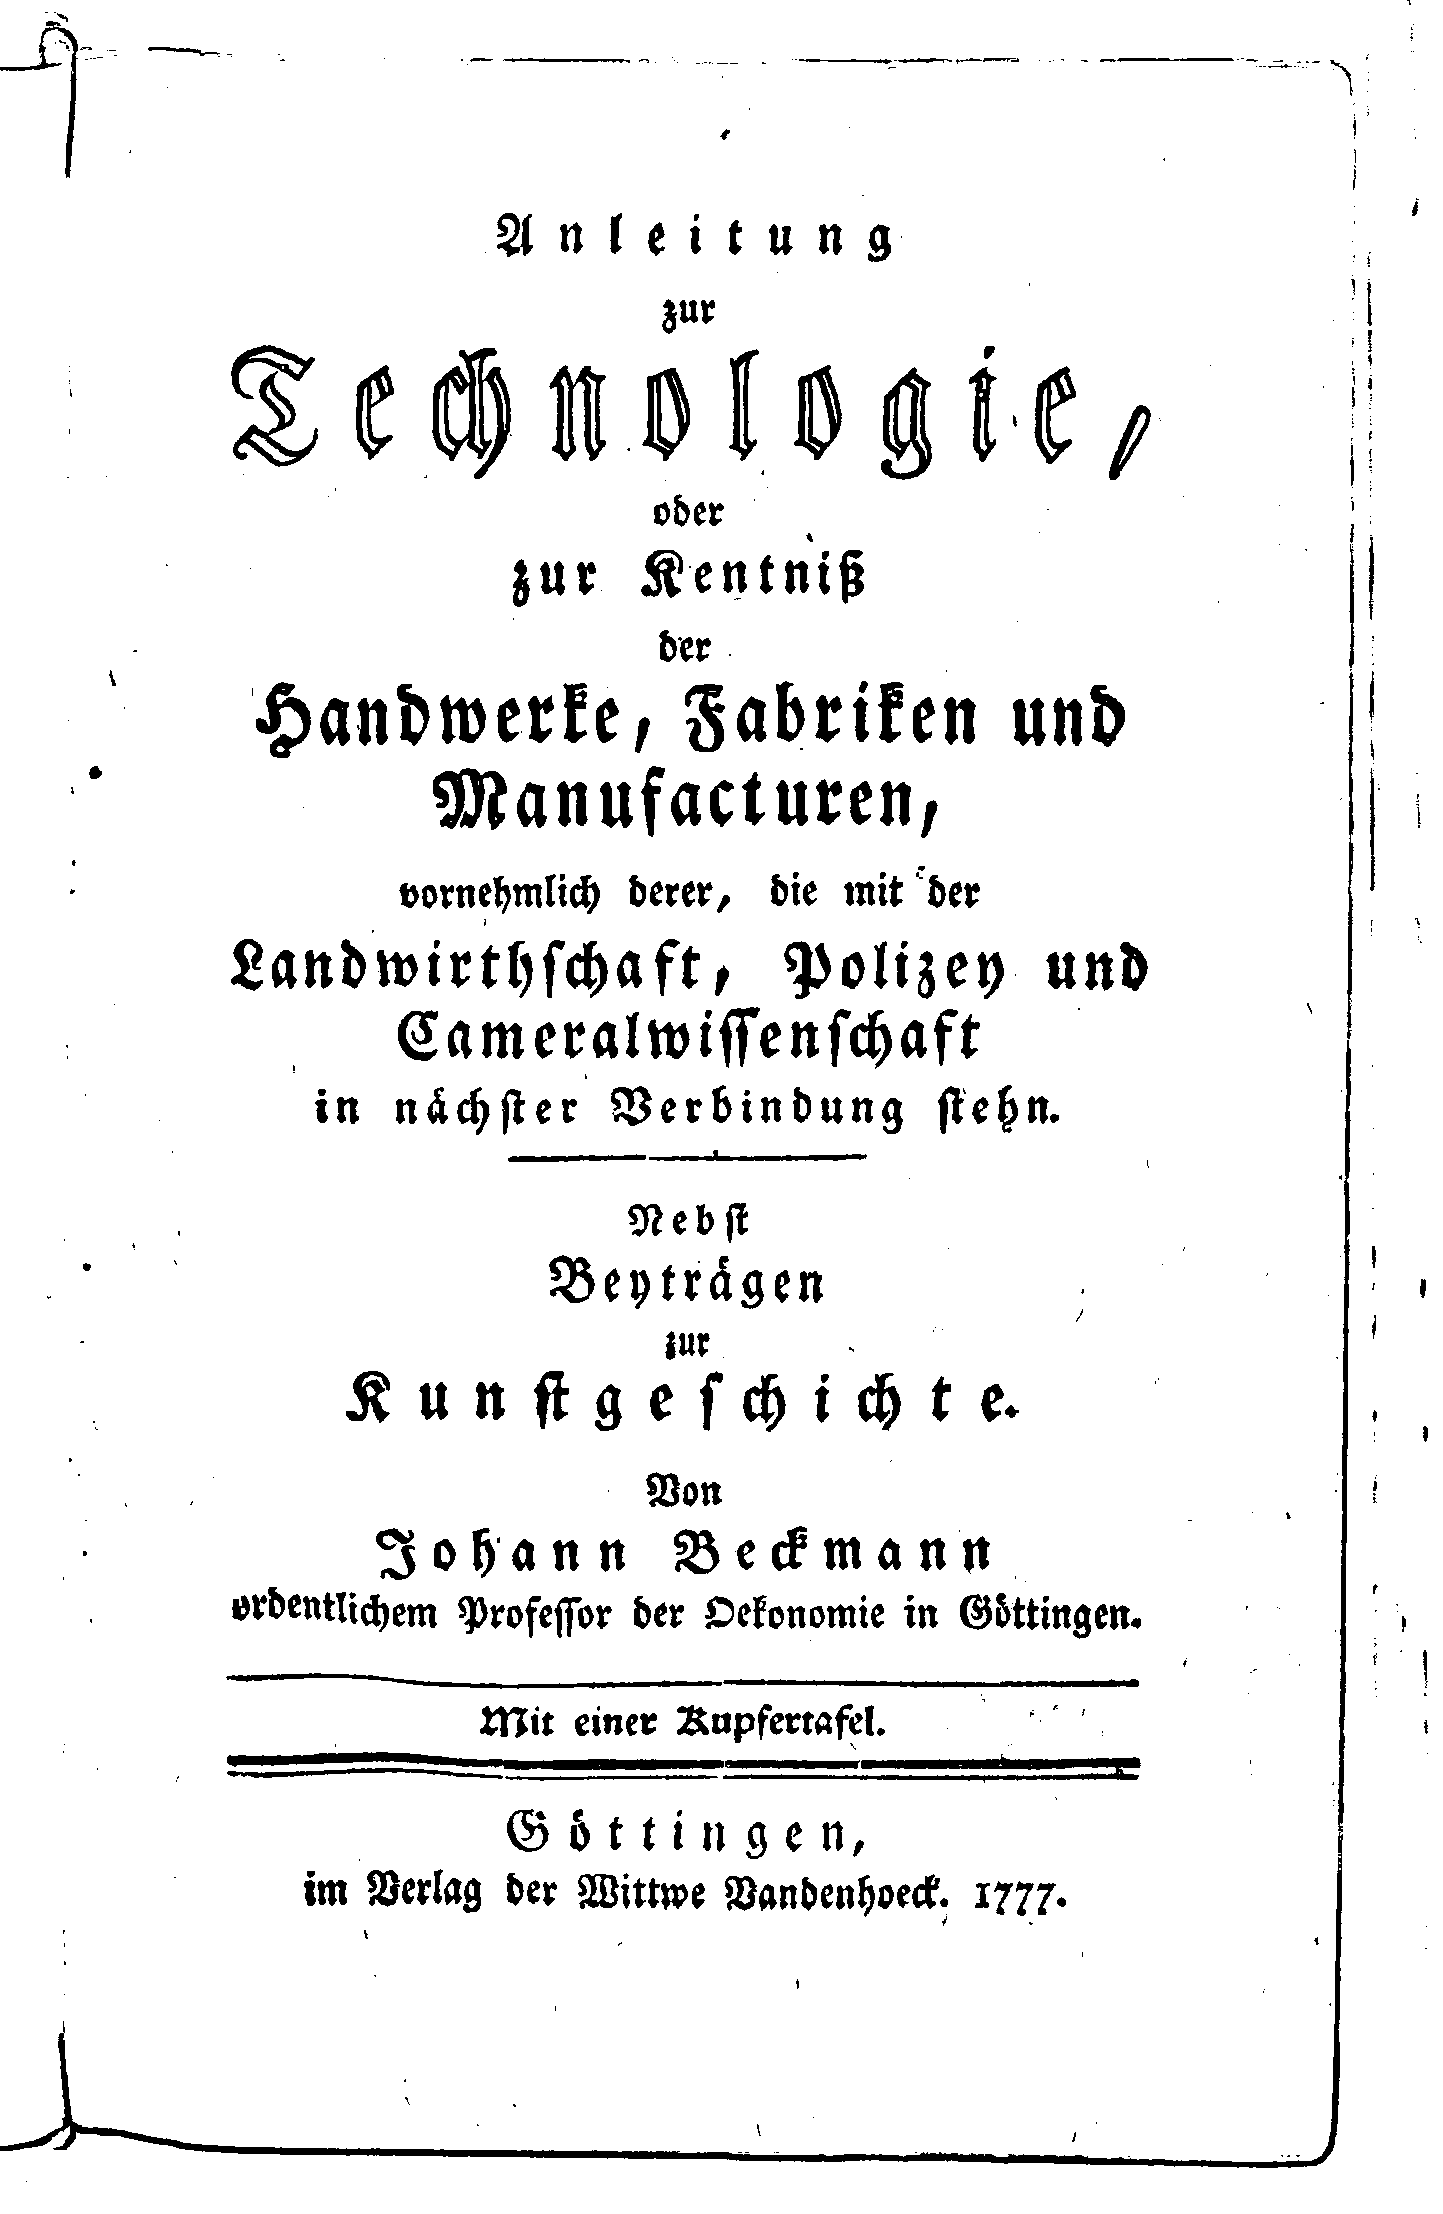 Anleitung
zur
Technologie,
oder
zur Kentniß
der
Handwerke, Fabriken und
Manufacturen,
vornehmlich derer, die mit der
Landwirthſchaft, Polizey und
Cameralwiſſenſchaft
in nächſter Verbindung ſtehn.
Nebſt
Beyträgen
zur
Kunſtgeſchichte.
Von
Johann Beckmann
ordentlichem Profeſſor der Oekonomie in Göttingen.
Mit einer Kupfertafel.
Göttingen,
im Verlag der Wittwe Vandenhoeck. 1777.